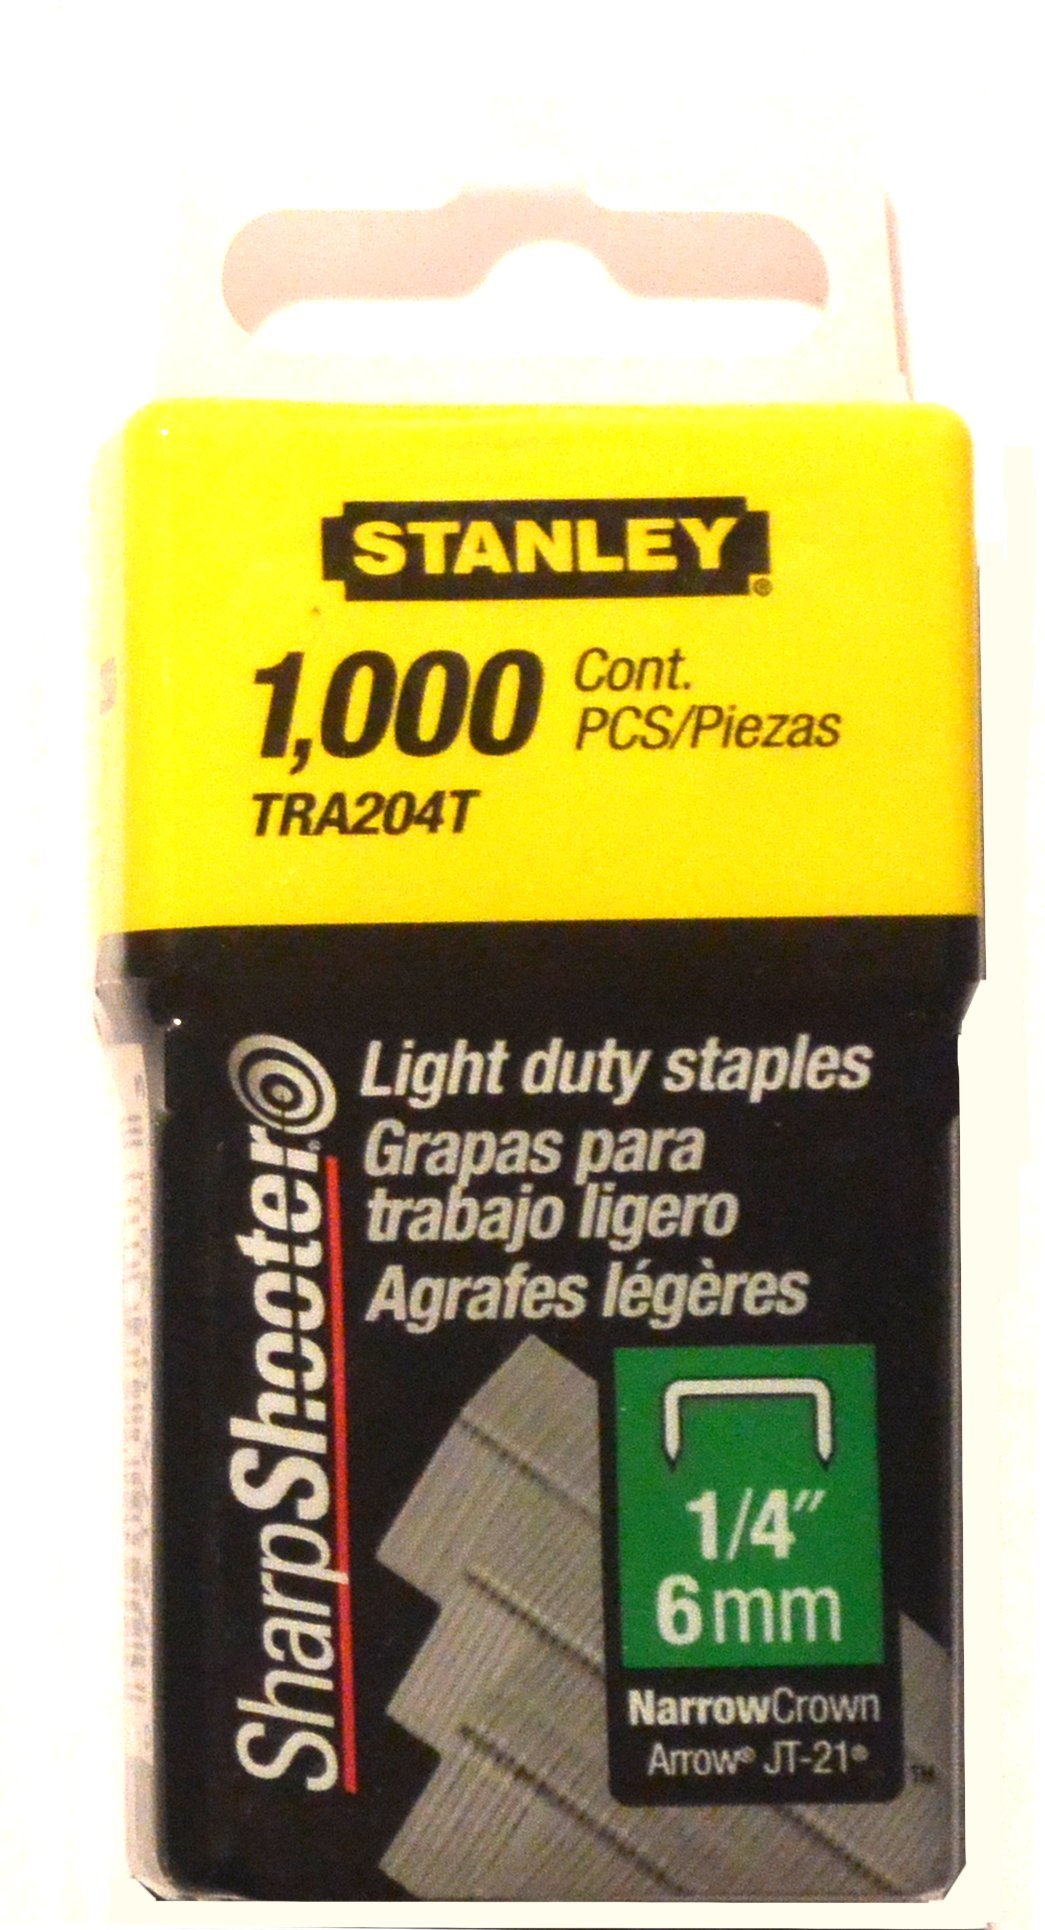 STANLEY®
1,000 Cont.
PCS/Piezas
TRA204T
SharpShooter®
Light duty staples
Grapas para
trabajo ligero
Agrafes légères
1/4"
6mm
NarrowCrown
Arrow® JT-21®
TM